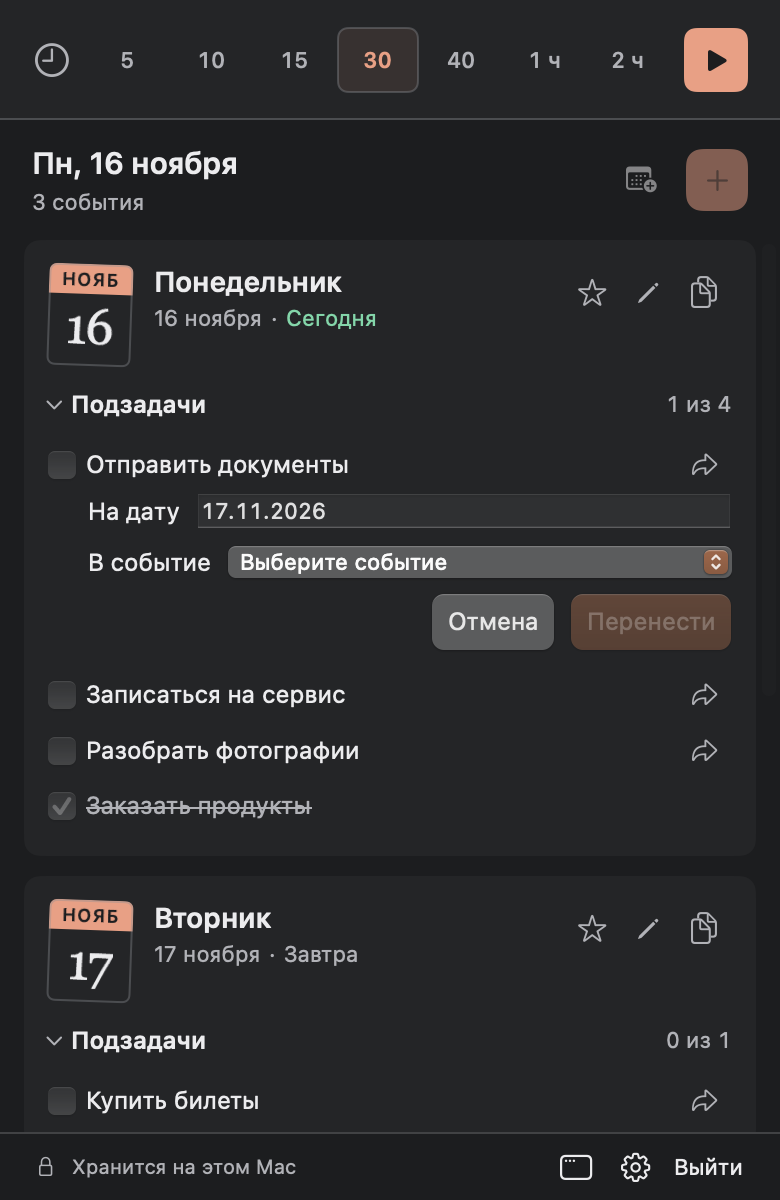 5 10 15 30 40 1 ч 2 ч
Пн, 16 ноября
3 события
НОЯБ
16
Понедельник
16 ноября · Сегодня
Подзадачи 1 из 4
Отправить документы
На дату 17.11.2026
В событие Выберите событие
Отмена Перенести
Записаться на сервис
Разобрать фотографии
Заказать продукты
НОЯБ
17
Вторник
17 ноября · Завтра
Подзадачи 0 из 1
Купить билеты
Хранится на этом Mac Выйти